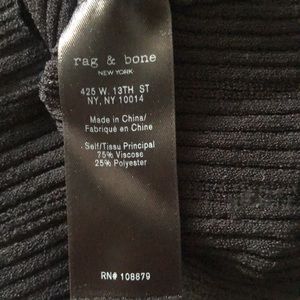 rag & bone
NEW YORK
425 W. 13TH ST
NY, NY 10014
Made in China/
Fabriqué en Chine
Self/Tissu Principal
75% Viscose
25% Polyester
RN# 108879